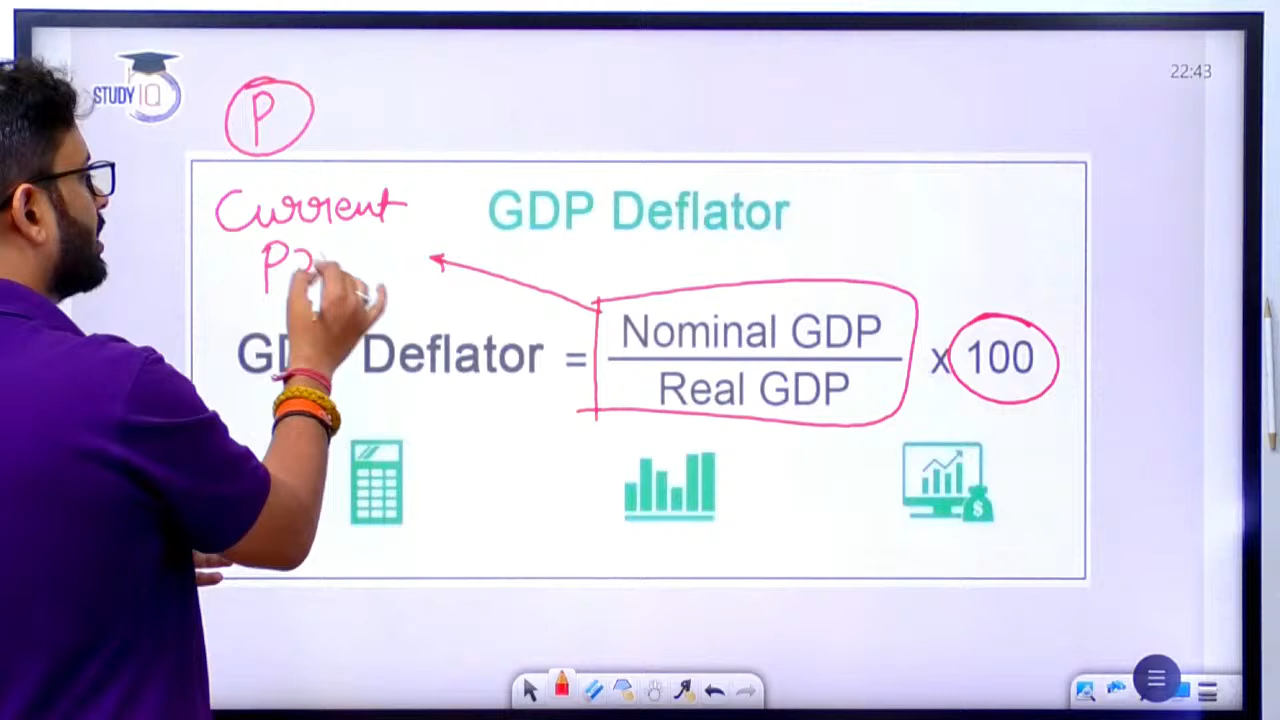 STUDY IQ
22:43
P
Current
GDP Deflator
Deflator = Nominal GDP
Real GDP
x 100